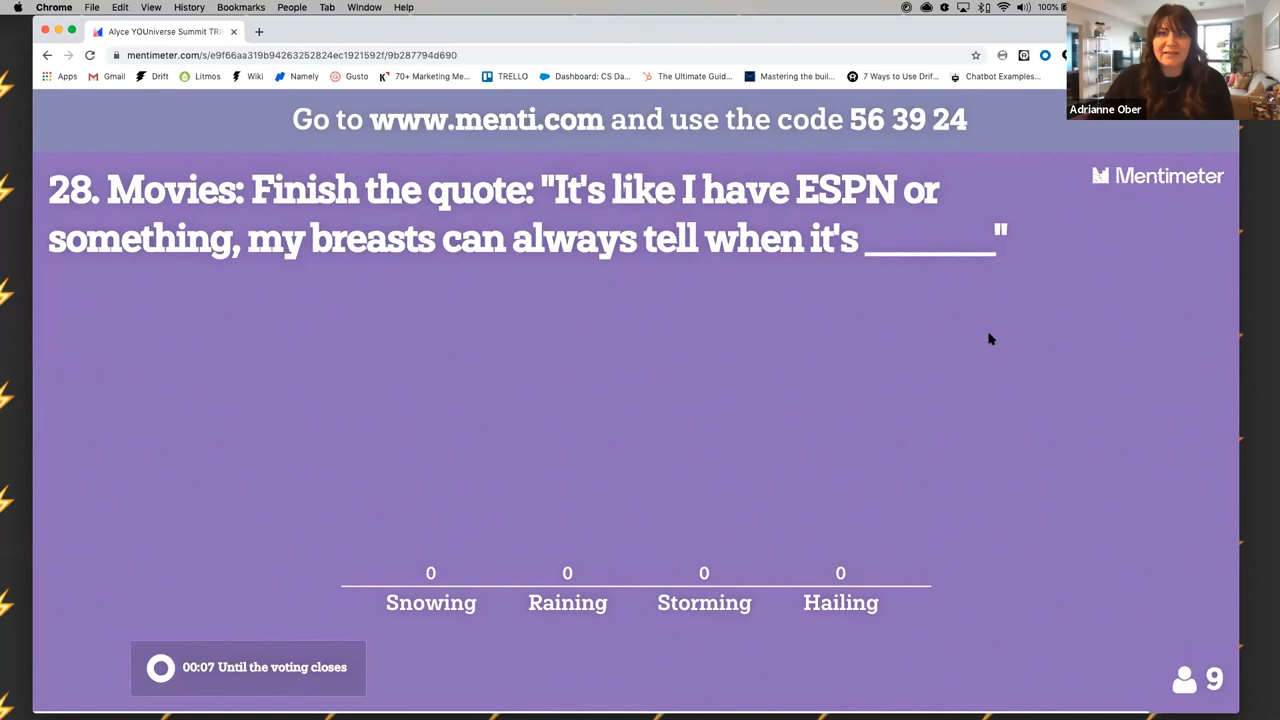 Chrome File Edit View History Bookmarks People Tab Window Help 100%
Alyce YOUniverse Summit TRI
mentimeter.com/s/e9f66aa319b94263252824ec1921592f/9b287794d690
Apps Gmail Drift Litmos Wiki Namely Gusto 70+ Marketing Me... TRELLO Dashboard: CS Da... The Ultimate Guid... Mastering the buil... 7 Ways to Use Drif... Chatbot Examples...
Adrianne Ober
Go to www.menti.com and use the code 56 39 24
Mentimeter
28. Movies: Finish the quote: "It's like I have ESPN or
something, my breasts can always tell when it's ________"
0 0 0 0
Snowing Raining Storming Hailing
00:07 Until the voting closes
9